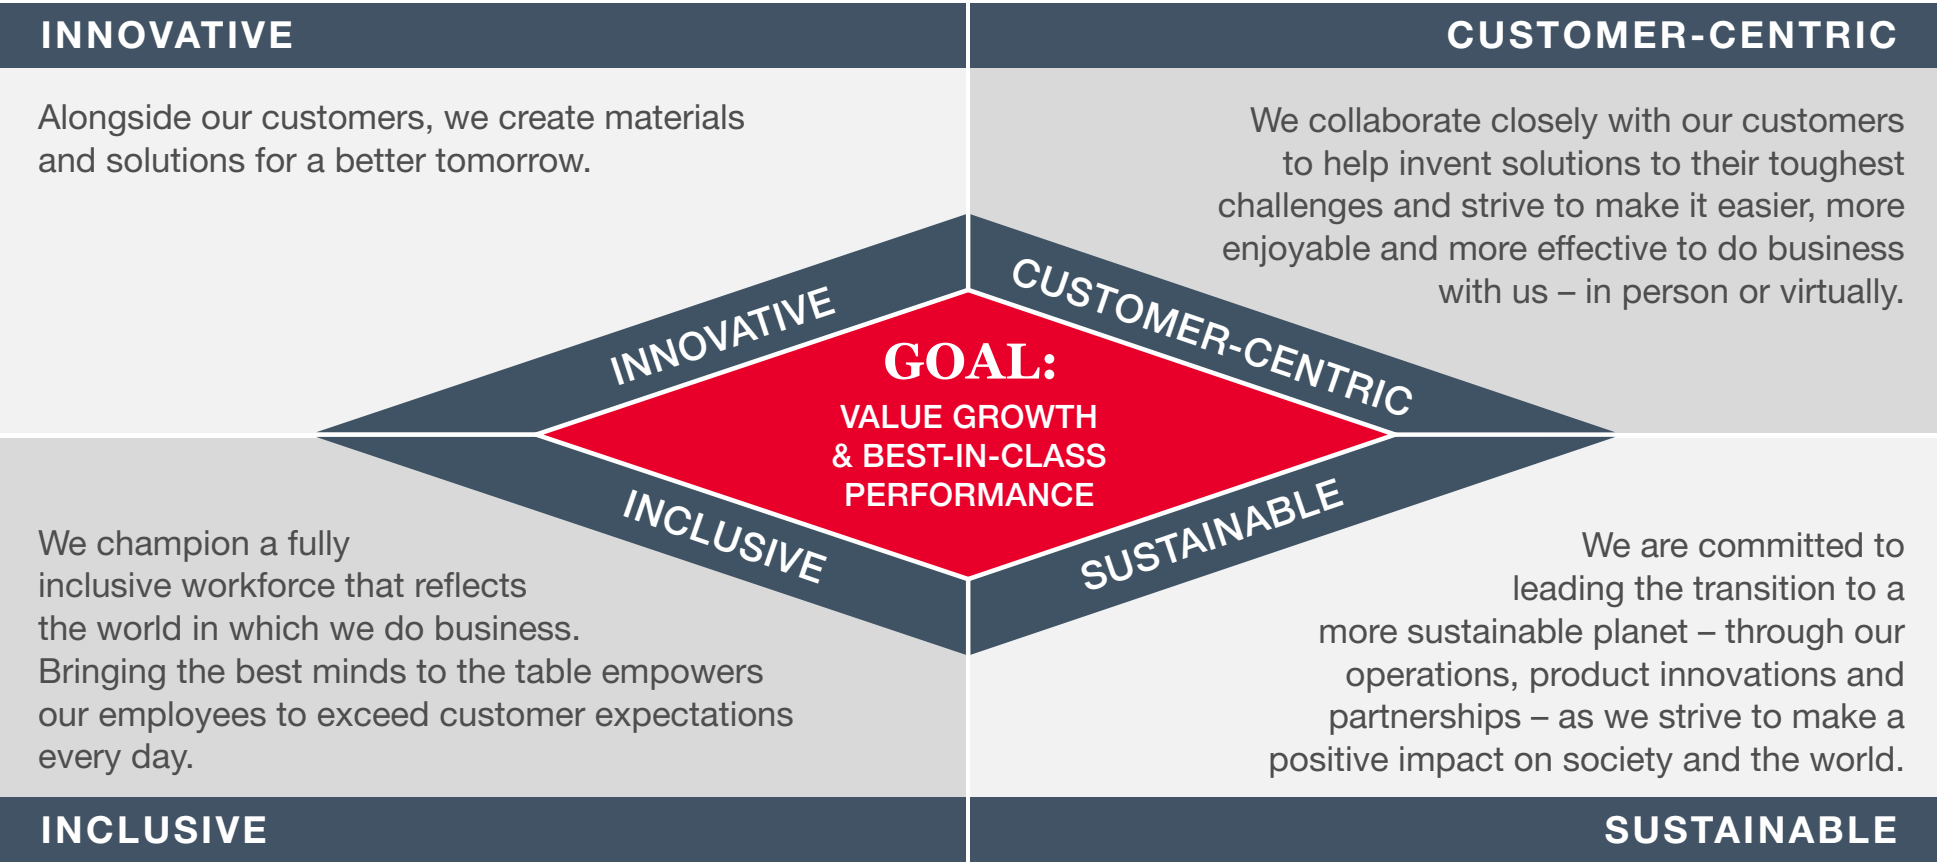 INNOVATIVE
Alongside our customers, we create materials
and solutions for a better tomorrow.
CUSTOMER-CENTRIC
We collaborate closely with our customers
to help invent solutions to their toughest
challenges and strive to make it easier, more
enjoyable and more effective to do business
with us – in person or virtually.
INNOVATIVE
CUSTOMER-CENTRIC
GOAL:
VALUE GROWTH
& BEST-IN-CLASS
PERFORMANCE
INCLUSIVE
SUSTAINABLE
We champion a fully
inclusive workforce that reflects
the world in which we do business.
Bringing the best minds to the table empowers
our employees to exceed customer expectations
every day.
INCLUSIVE
We are committed to
leading the transition to a
more sustainable planet – through our
operations, product innovations and
partnerships – as we strive to make a
positive impact on society and the world.
SUSTAINABLE